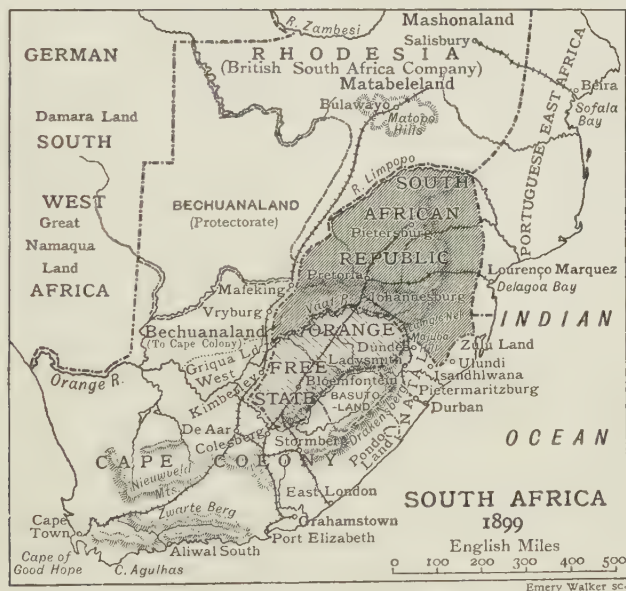 GERMAN
SOUTH
WEST
AFRICA
Damara Land
Great
Namaqua
Land
R. Zambesi
Mashonaland
Salisbury
RHODESIA
(British South Africa Company)
Matabeleland
Bulawayo
Matopo
Hills
Beira
Sofala
Bay
PORTUGUESE EAST AFRICA
R. Limpopo
BECHUANALAND
(Protectorate)
SOUTH
AFRICAN
REPUBLIC
Pietersburg
Pretoria
Johannesburg
Mafeking
Vryburg
Vaal R.
Lourenço Marquez
Delagoa Bay
Bechuanaland
(To Cape Colony)
Griqua Ld.
West
Kimberley
Orange R.
ORANGE
FREE
STATE
Dundee
Ladysmith
Bloemfontein
Laing's Nek
Majuba
Hill
Zulu Land
Ulundi
Isandhlwana
Pietermaritzburg
Durban
NATAL
BASUTO-
LAND
Drakensberg
Pondo
Land
INDIAN
OCEAN
De Aar
Colesberg
Stormberg
CAPE COLONY
Nieuwveld
Mts.
Zwarte Berg
East London
Grahamstown
Port Elizabeth
Aliwal South
Cape
Town
Cape of
Good Hope
C. Agulhas
SOUTH AFRICA
1899
English Miles
0 100 200 300 400 500
Emery Walker sc.